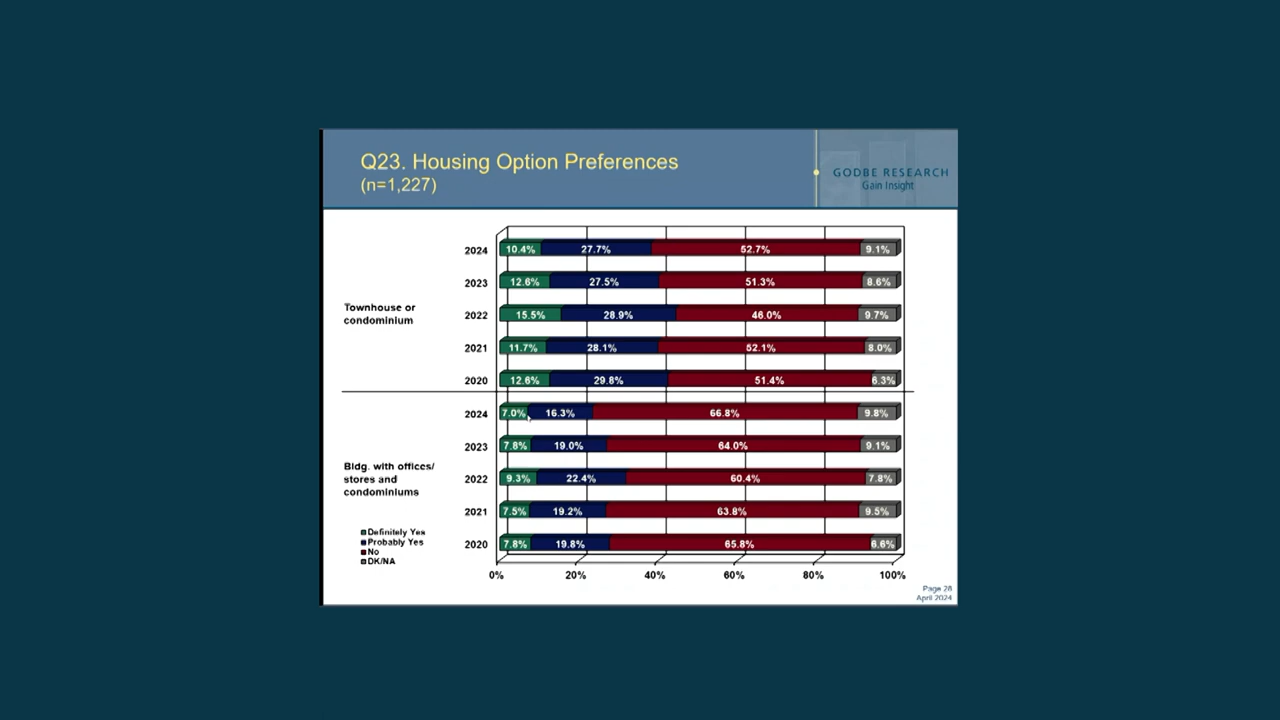 Q23. Housing Option Preferences
(n=1,227)
GODBE RESEARCH
Gain Insight
Townhouse or
condominium
2024 10.4% 27.7% 52.7% 9.1%
2023 12.6% 27.5% 51.3% 8.6%
2022 15.5% 28.9% 46.0% 9.7%
2021 11.7% 28.1% 52.1% 8.0%
2020 12.6% 29.8% 51.4% 6.3%
Bldg. with offices/
stores and
condominiums
2024 7.0% 16.3% 66.8% 9.8%
2023 7.8% 19.0% 64.0% 9.1%
2022 9.3% 22.4% 60.4% 7.8%
2021 7.5% 19.2% 63.8% 9.5%
2020 7.8% 19.8% 65.8% 6.6%
Definitely Yes
Probably Yes
No
DK/NA
0% 20% 40% 60% 80% 100%
Page 28
April 2024